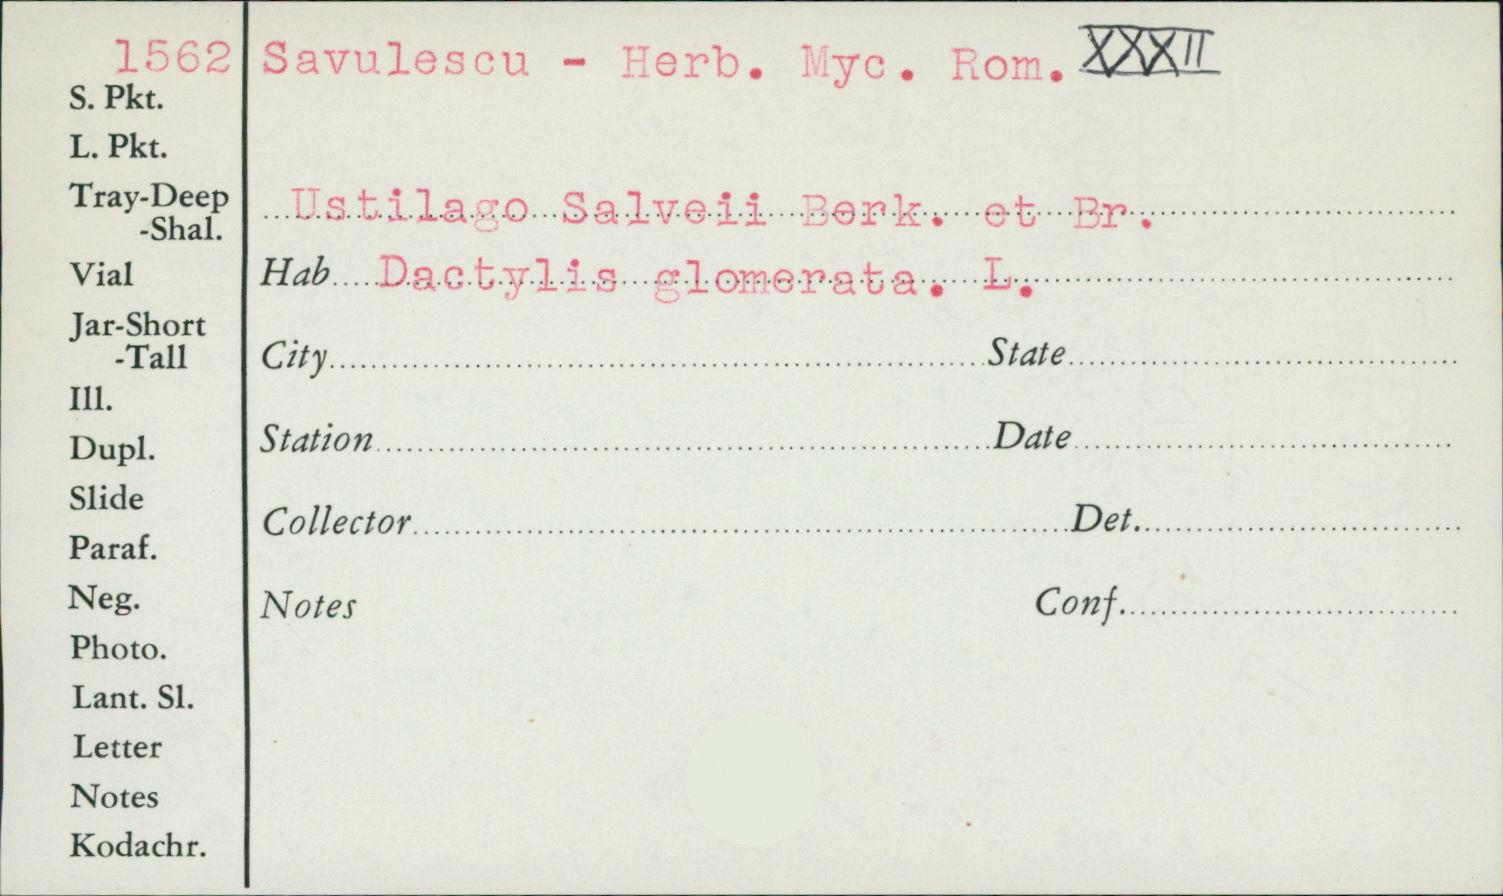 1562 Savulescu - Herb. Myc. Rom. XXXII
S. Pkt.
L. Pkt.
Tray-Deep
-Shal.
Ustilago Salveii Berk. et Br.
Vial
Hab Dactylis glomerata. L.
Jar-Short
-Tall
City State
Ill.
Dupl.
Station Date
Slide
Collector Det.
Paraf.
Neg.
Notes Conf.
Photo.
Lant. Sl.
Letter
Notes
Kodachr.